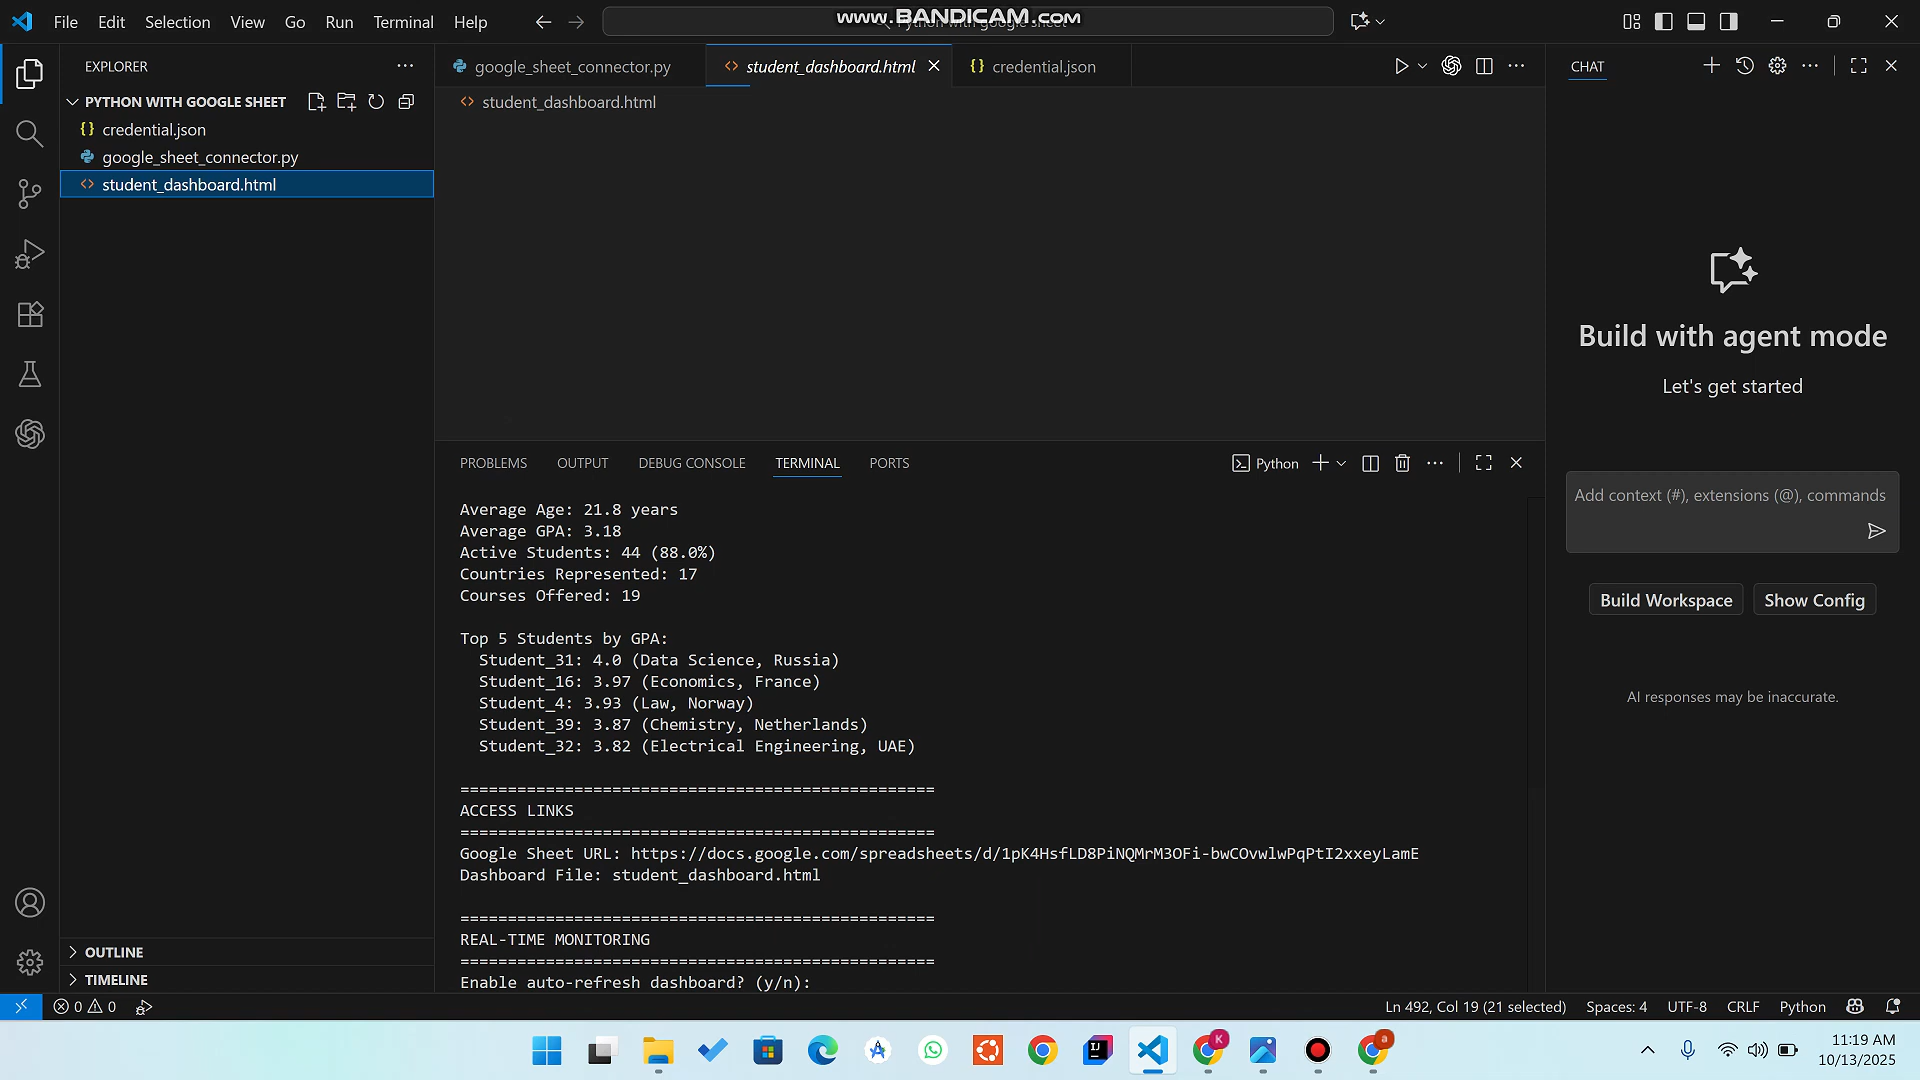 File Edit Selection View Go Run Terminal Help
www.BANDICAM.com
EXPLORER
PYTHON WITH GOOGLE SHEET
credential.json
google_sheet_connector.py
student_dashboard.html
OUTLINE
TIMELINE
google_sheet_connector.py student_dashboard.html credential.json
student_dashboard.html
PROBLEMS OUTPUT DEBUG CONSOLE TERMINAL PORTS
Python
Average Age: 21.8 years
Average GPA: 3.18
Active Students: 44 (88.0%)
Countries Represented: 17
Courses Offered: 19
Top 5 Students by GPA:
Student_31: 4.0 (Data Science, Russia)
Student_16: 3.97 (Economics, France)
Student_4: 3.93 (Law, Norway)
Student_39: 3.87 (Chemistry, Netherlands)
Student_32: 3.82 (Electrical Engineering, UAE)
==================================================
ACCESS LINKS
==================================================
Google Sheet URL: https://docs.google.com/spreadsheets/d/1pK4HsfLD8PiNQMrM3OFi-bwCOvwlwPqPtI2xxeyLamE
Dashboard File: student_dashboard.html
==================================================
REAL-TIME MONITORING
==================================================
Enable auto-refresh dashboard? (y/n):
CHAT
Build with agent mode
Let's get started
Add context (#), extensions (@), commands
Build Workspace Show Config
AI responses may be inaccurate.
0 0
Ln 492, Col 19 (21 selected) Spaces: 4 UTF-8 CRLF Python
K
a
11:19 AM
10/13/2025